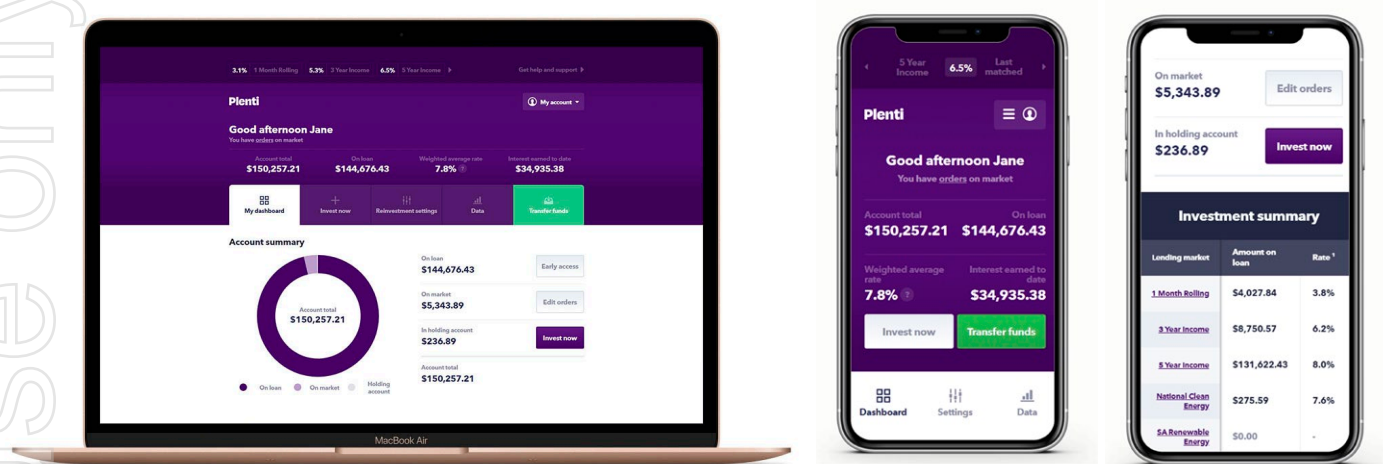 3.1% 1 Month Rolling 5.3% 3 Year Income 6.5% 5 Year Income
Get help and support
Plenti
My account
Good afternoon Jane
You have orders on market
Account total
$150,257.21
On loan
$144,676.43
Weighted average rate
7.8%
Interest earned to date
$34,935.38
My dashboard
Invest now
Reinvestment settings
Data
Transfer funds
Account summary
Account total
$150,257.21
On loan
On market
Holding
account
On loan
$144,676.43
Early access
On market
$5,343.89
Edit orders
In holding account
$236.89
Invest now
Account total
$150,257.21
MacBook Air
5 Year
Income
6.5%
Last
matched
Plenti
Good afternoon Jane
You have orders on market
Account total
$150,257.21
On loan
$144,676.43
Weighted average
rate
7.8% ?
Interest earned to
date
$34,935.38
Invest now
Transfer funds
Dashboard
Settings
Data
On market
$5,343.89
Edit orders
In holding account
$236.89
Invest now
Investment summary
Lending market Amount on
loan Rate 1
1 Month Rolling $4,027.84 3.8%
3 Year Income $8,750.57 6.2%
5 Year Income $131,622.43 8.0%
National Clean
Energy $275.59 7.6%
SA Renewable
Energy $0.00 -